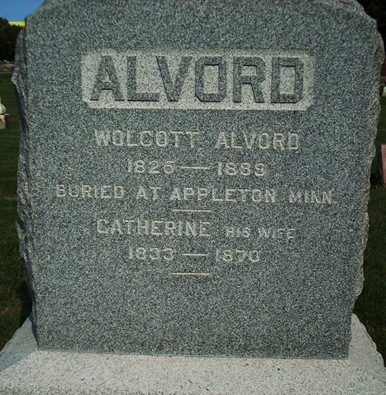 ALVORD
WOLCOTT ALVORD
1825 — 1889
BURIED AT APPLETON MINN.
CATHERINE HIS WIFE
1833 — 1870